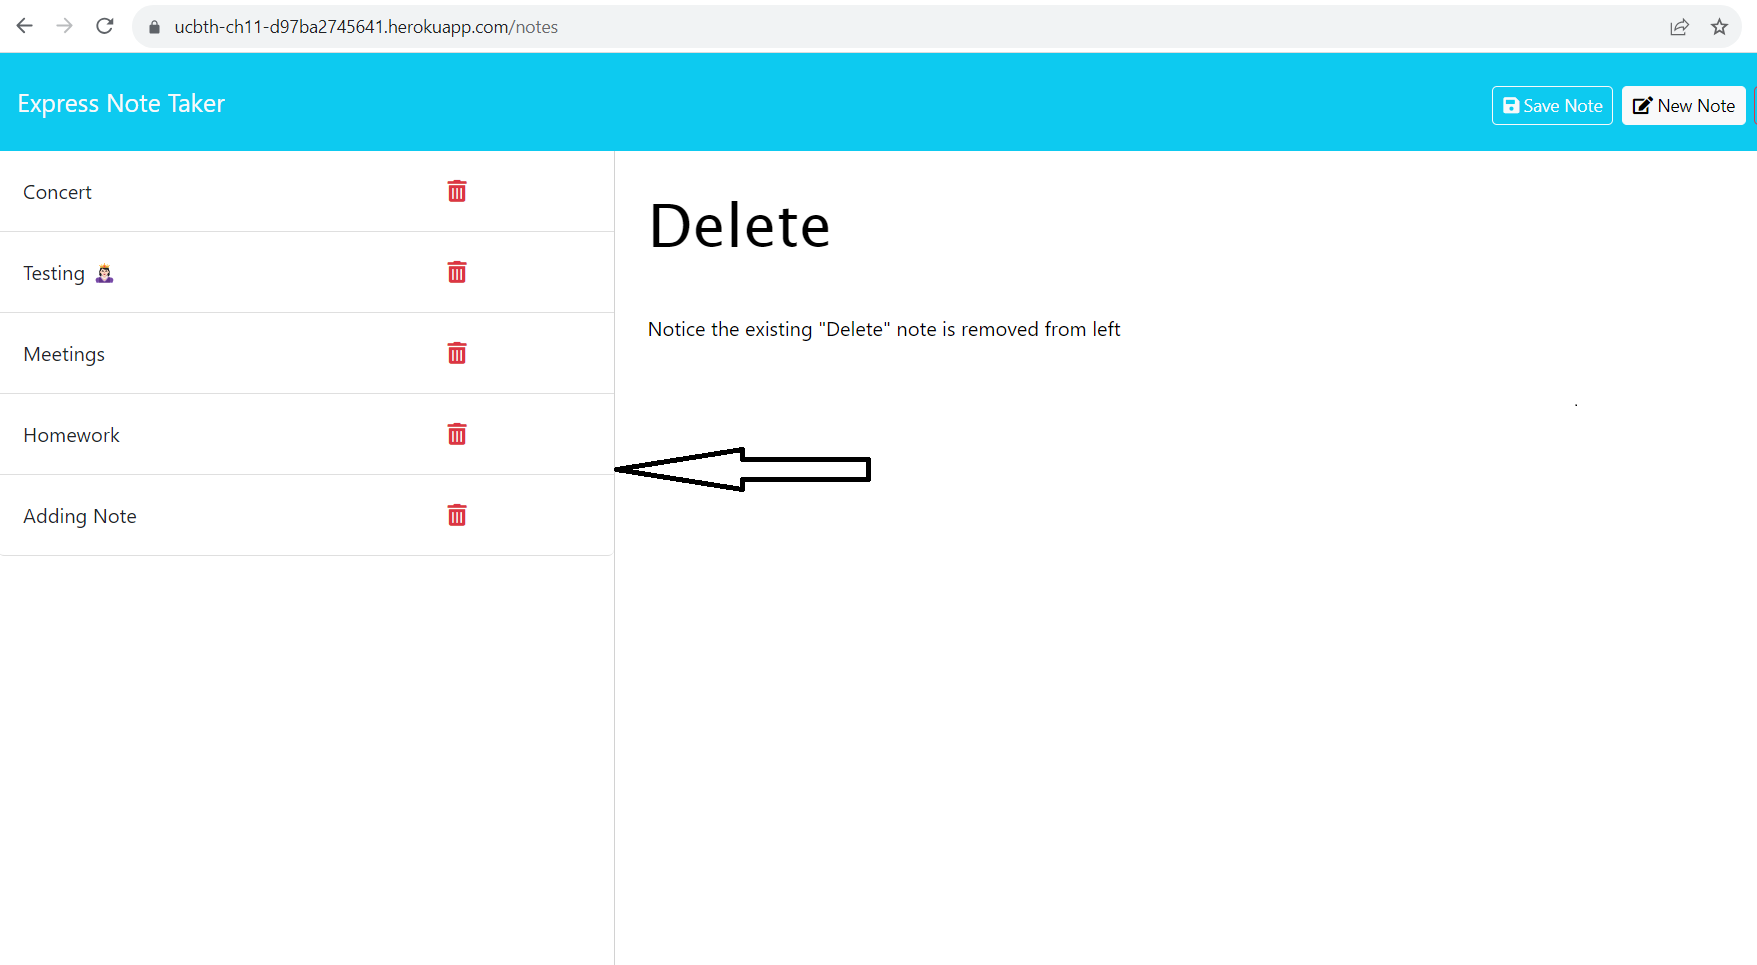 ucbth-ch11-d97ba2745641.herokuapp.com/notes
Express Note Taker
Save Note
New Note
Concert
Testing 👸🏻
Meetings
Homework
Adding Note
Delete
Notice the existing "Delete" note is removed from left